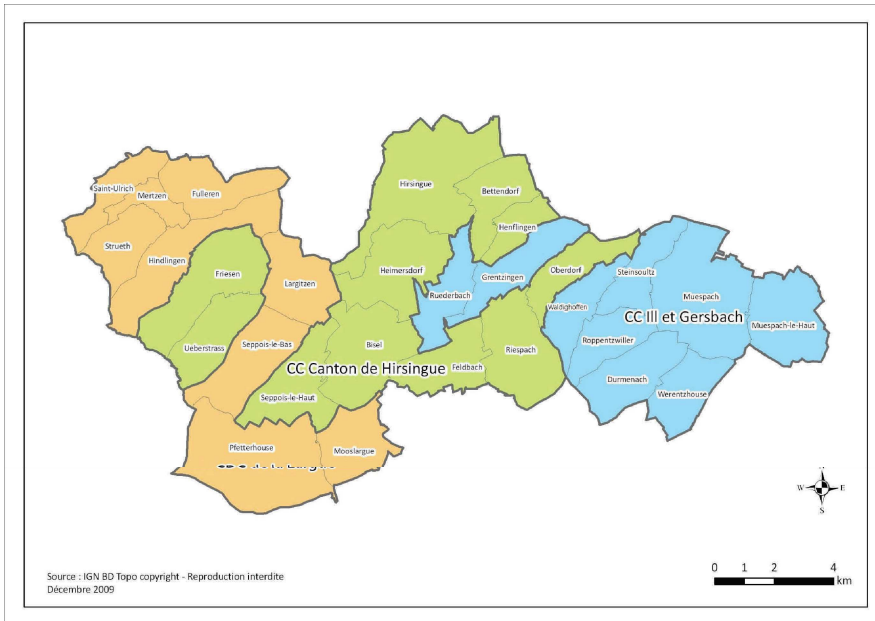 Hirsingue
Bettendorf
Saint-Ulrich
Mertzen
Fulleren
Henflingen
Strueth
Hindlingen
Friesen
Largitzen
Heimersdorf
Ruederbach
Grentzingen
Oberdorf
Steinsoultz
Muespach
Waldighoffen
CC Ill et Gersbach
Muespach-le-Haut
Roppentzwiller
Ueberstrass
Seppois-le-Bas
Bisel
Riespach
CC Canton de Hirsingue
Feldbach
Durmenach
Werentzhouse
Seppois-le-Haut
Pfetterhouse
Mooslargue
W
E
S
Source : IGN BD Topo copyright - Reproduction interdite
Décembre 2009
0 1 2 4
km